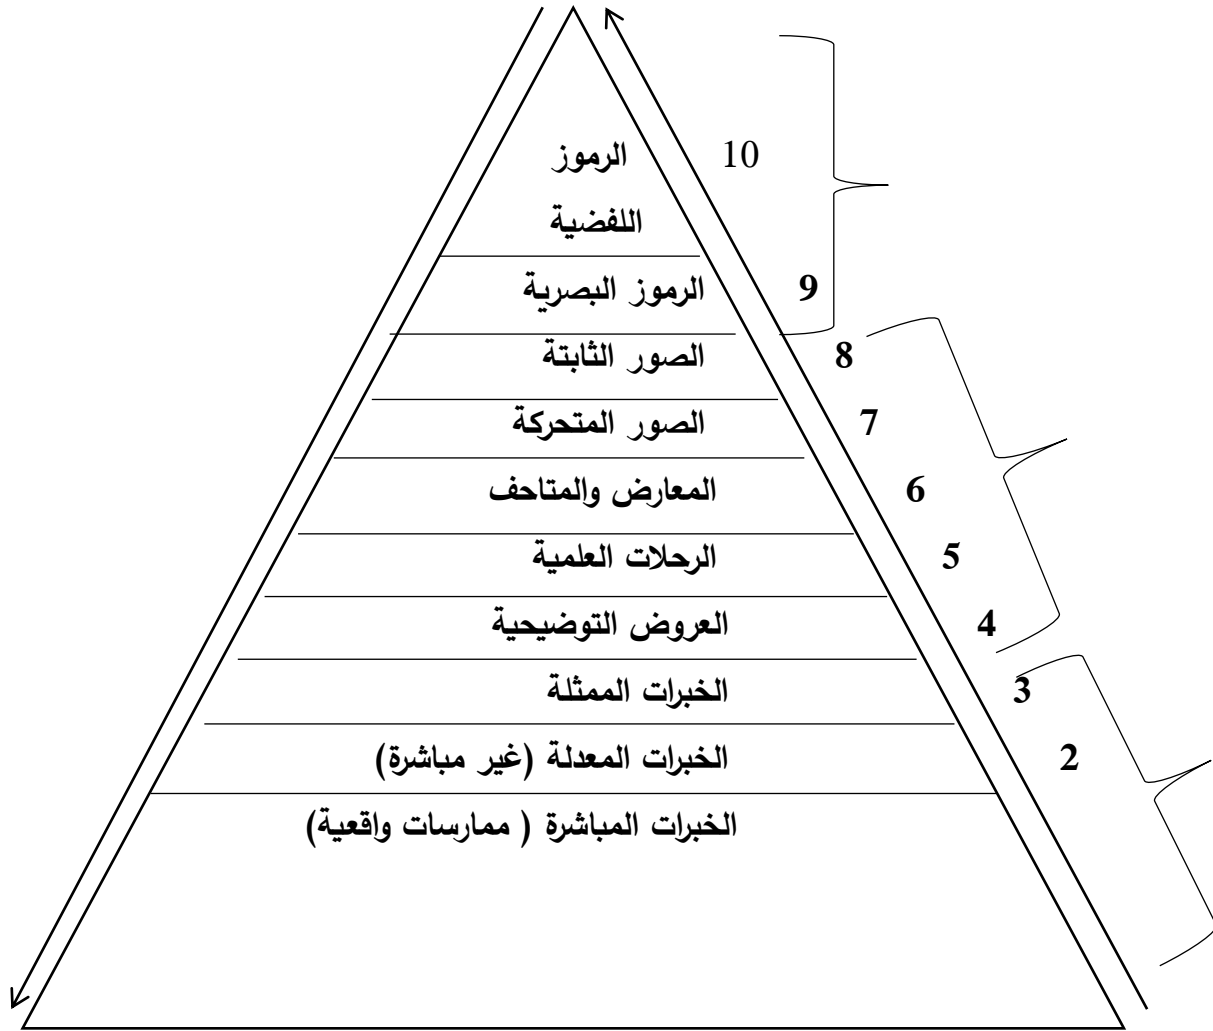 الرموز 10
اللفضية
الرموز البصرية 9
الصور الثابتة 8
الصور المتحركة 7
المعارض والمتاحف 6
الرحلات العلمية 5
العروض التوضيحية 4
الخبرات الممثلة 3
الخبرات المعدلة (غير مباشرة) 2
الخبرات المباشرة ( ممارسات واقعية)